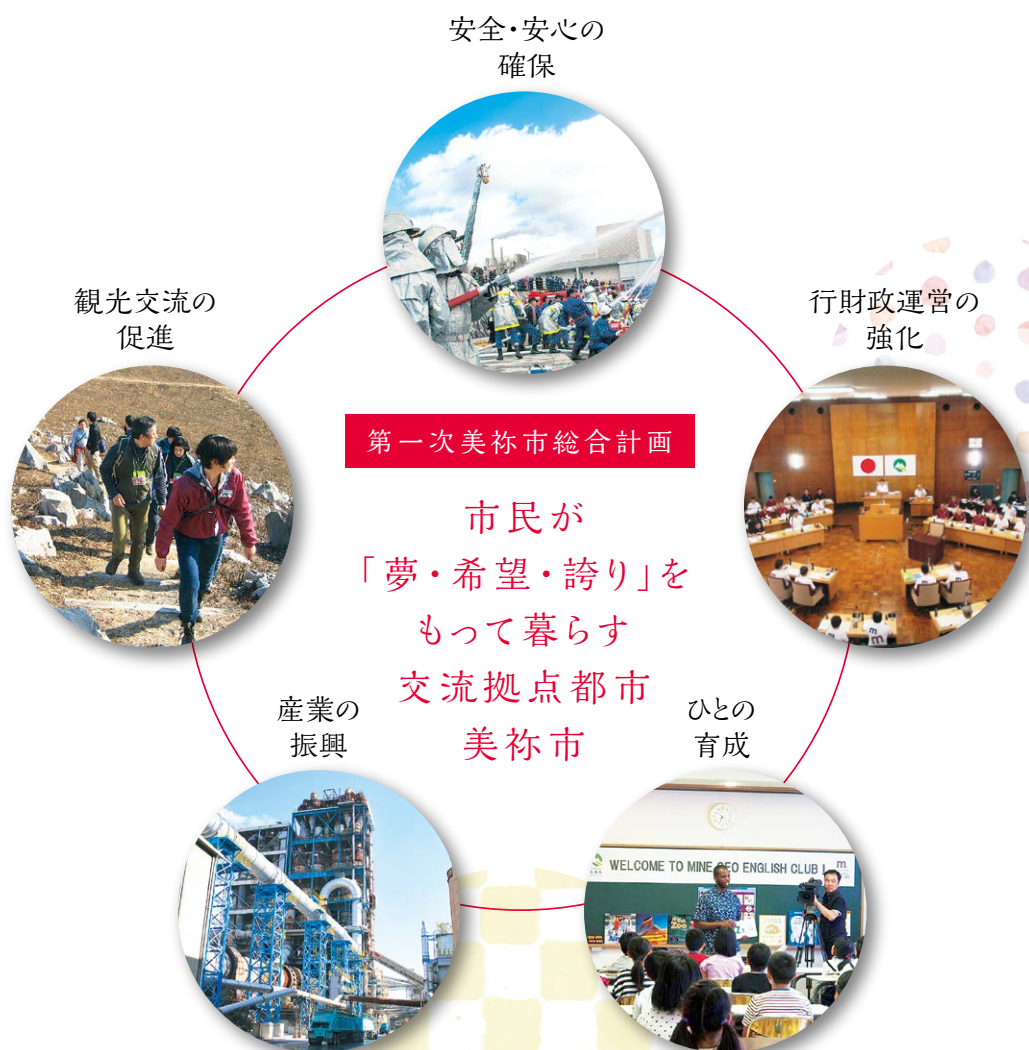 安全・安心の
確保
観光交流の
促進
行財政運営の
強化
第一次美祢市総合計画
市民が
「夢・希望・誇り」を
もって暮らす
交流拠点都市
美祢市
産業の
振興
ひとの
育成
WELCOME TO MINE GEO ENGLISH CLUB !